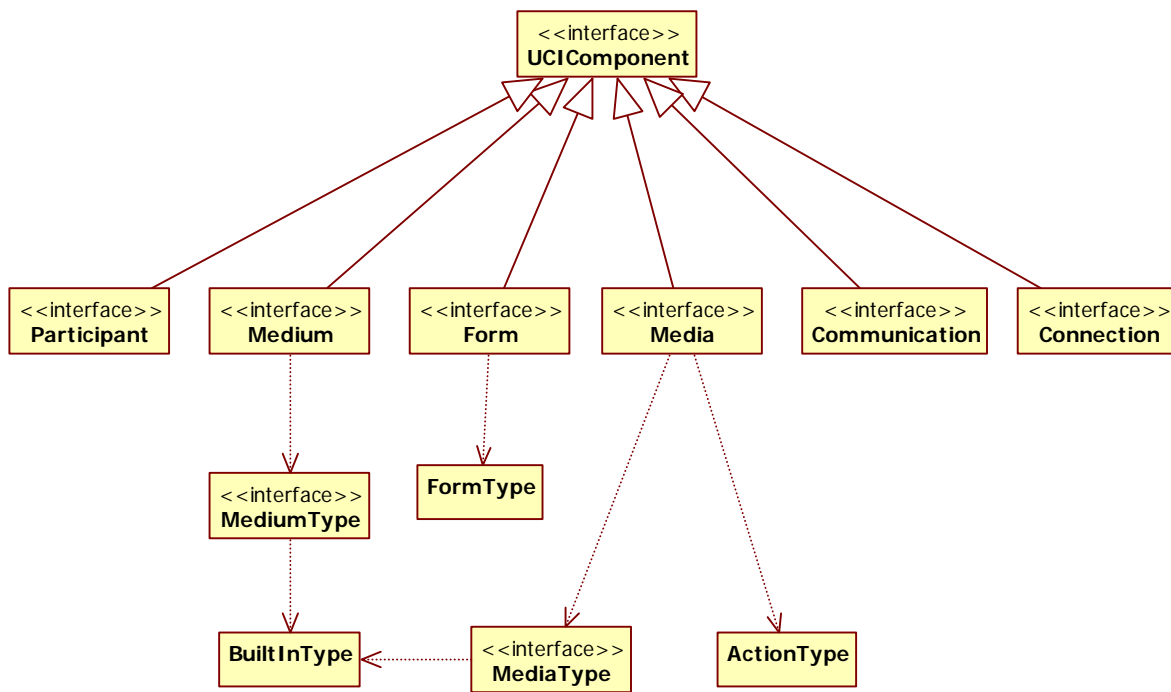 <<interface>>
UCIComponent
<<interface>>
Participant
<<interface>>
Medium
<<interface>>
Form
<<interface>>
Media
<<interface>>
Communication
<<interface>>
Connection
<<interface>>
MediumType
FormType
BuiltInType
<<interface>>
MediaType
ActionType